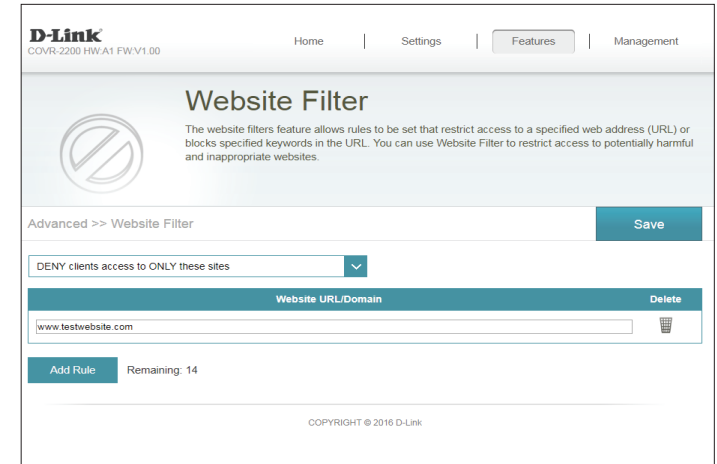 D-Link
COVR-2200 HW:A1 FW:V1.00
Home
Settings
Features
Management
Website Filter
The website filters feature allows rules to be set that restrict access to a specified web address (URL) or
blocks specified keywords in the URL. You can use Website Filter to restrict access to potentially harmful
and inappropriate websites.
Advanced >> Website Filter
Save
DENY clients access to ONLY these sites
Website URL/Domain
Delete
www.testwebsite.com
Add Rule
Remaining: 14
COPYRIGHT © 2016 D-Link